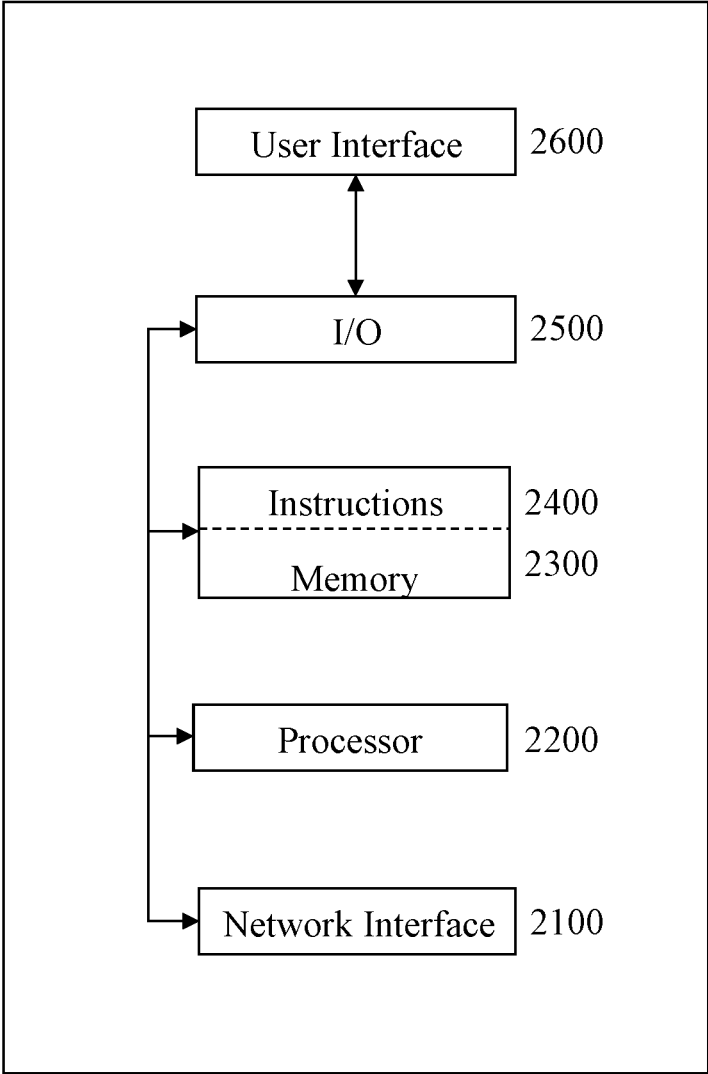 User Interface 2600
I/O 2500
Instructions 2400
Memory 2300
Processor 2200
Network Interface 2100